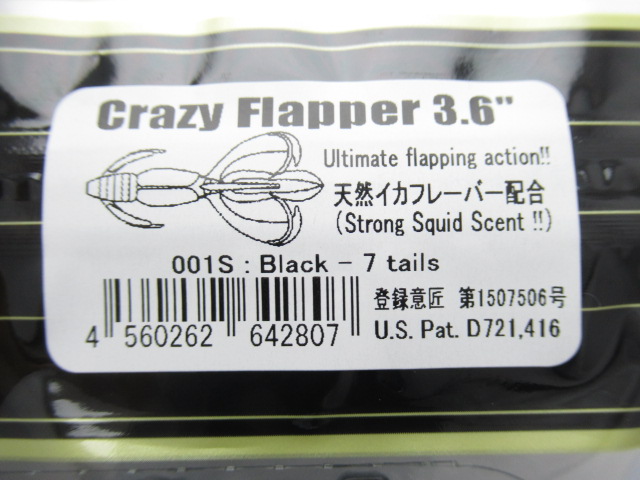 Crazy Flapper 3.6"
Ultimate flapping action!!
天然イカフレーバー配合
(Strong Squid Scent !!)
001S : Black - 7 tails
登録意匠 第1507506号
4 560262 642807
U.S. Pat. D721,416